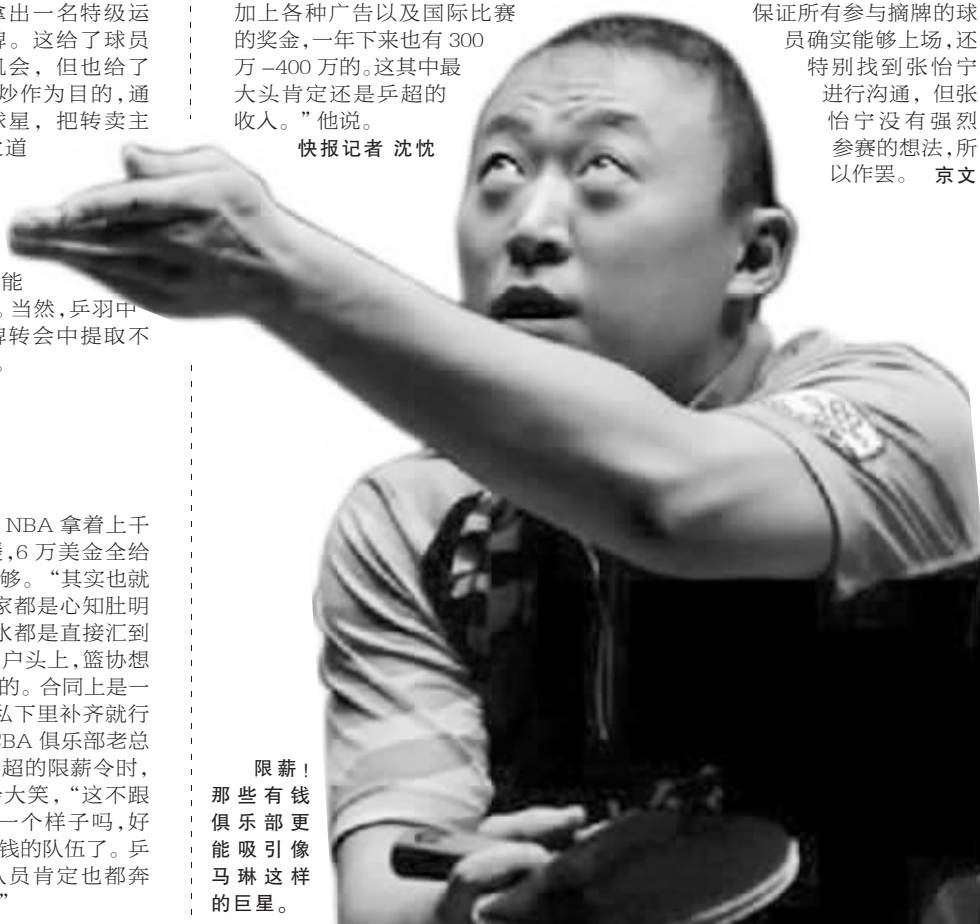 拿出一名特级运
牌。这给了球员
机会，但也给了
炒作为目的，通
球星，把转卖主
之道
能
。当然，乒羽中
牌转会中提取不
。
NBA 拿着上千
，6 万美金全给
够。“其实也就
家都是心知肚明
水都是直接汇到
户头上，篮协想
的。合同上是一
私下里补齐就行
BA 俱乐部老总
超的限薪令时，
大笑，“这不跟
一个样子吗，好
钱的队伍了。乒
人员肯定也都奔
”
加上各种广告以及国际比赛
的奖金，一年下来也有 300
万 –400 万的。这其中最
大头肯定还是乒超的
收入。”他说。
快报记者 沈忱
限薪！
那些有钱
俱乐部更
能吸引像
马琳这样
的巨星。
保证所有参与摘牌的球
员确实能够上场，还
特别找到张怡宁
进行沟通，但张
怡宁没有强烈
参赛的想法，所
以作罢。 京文